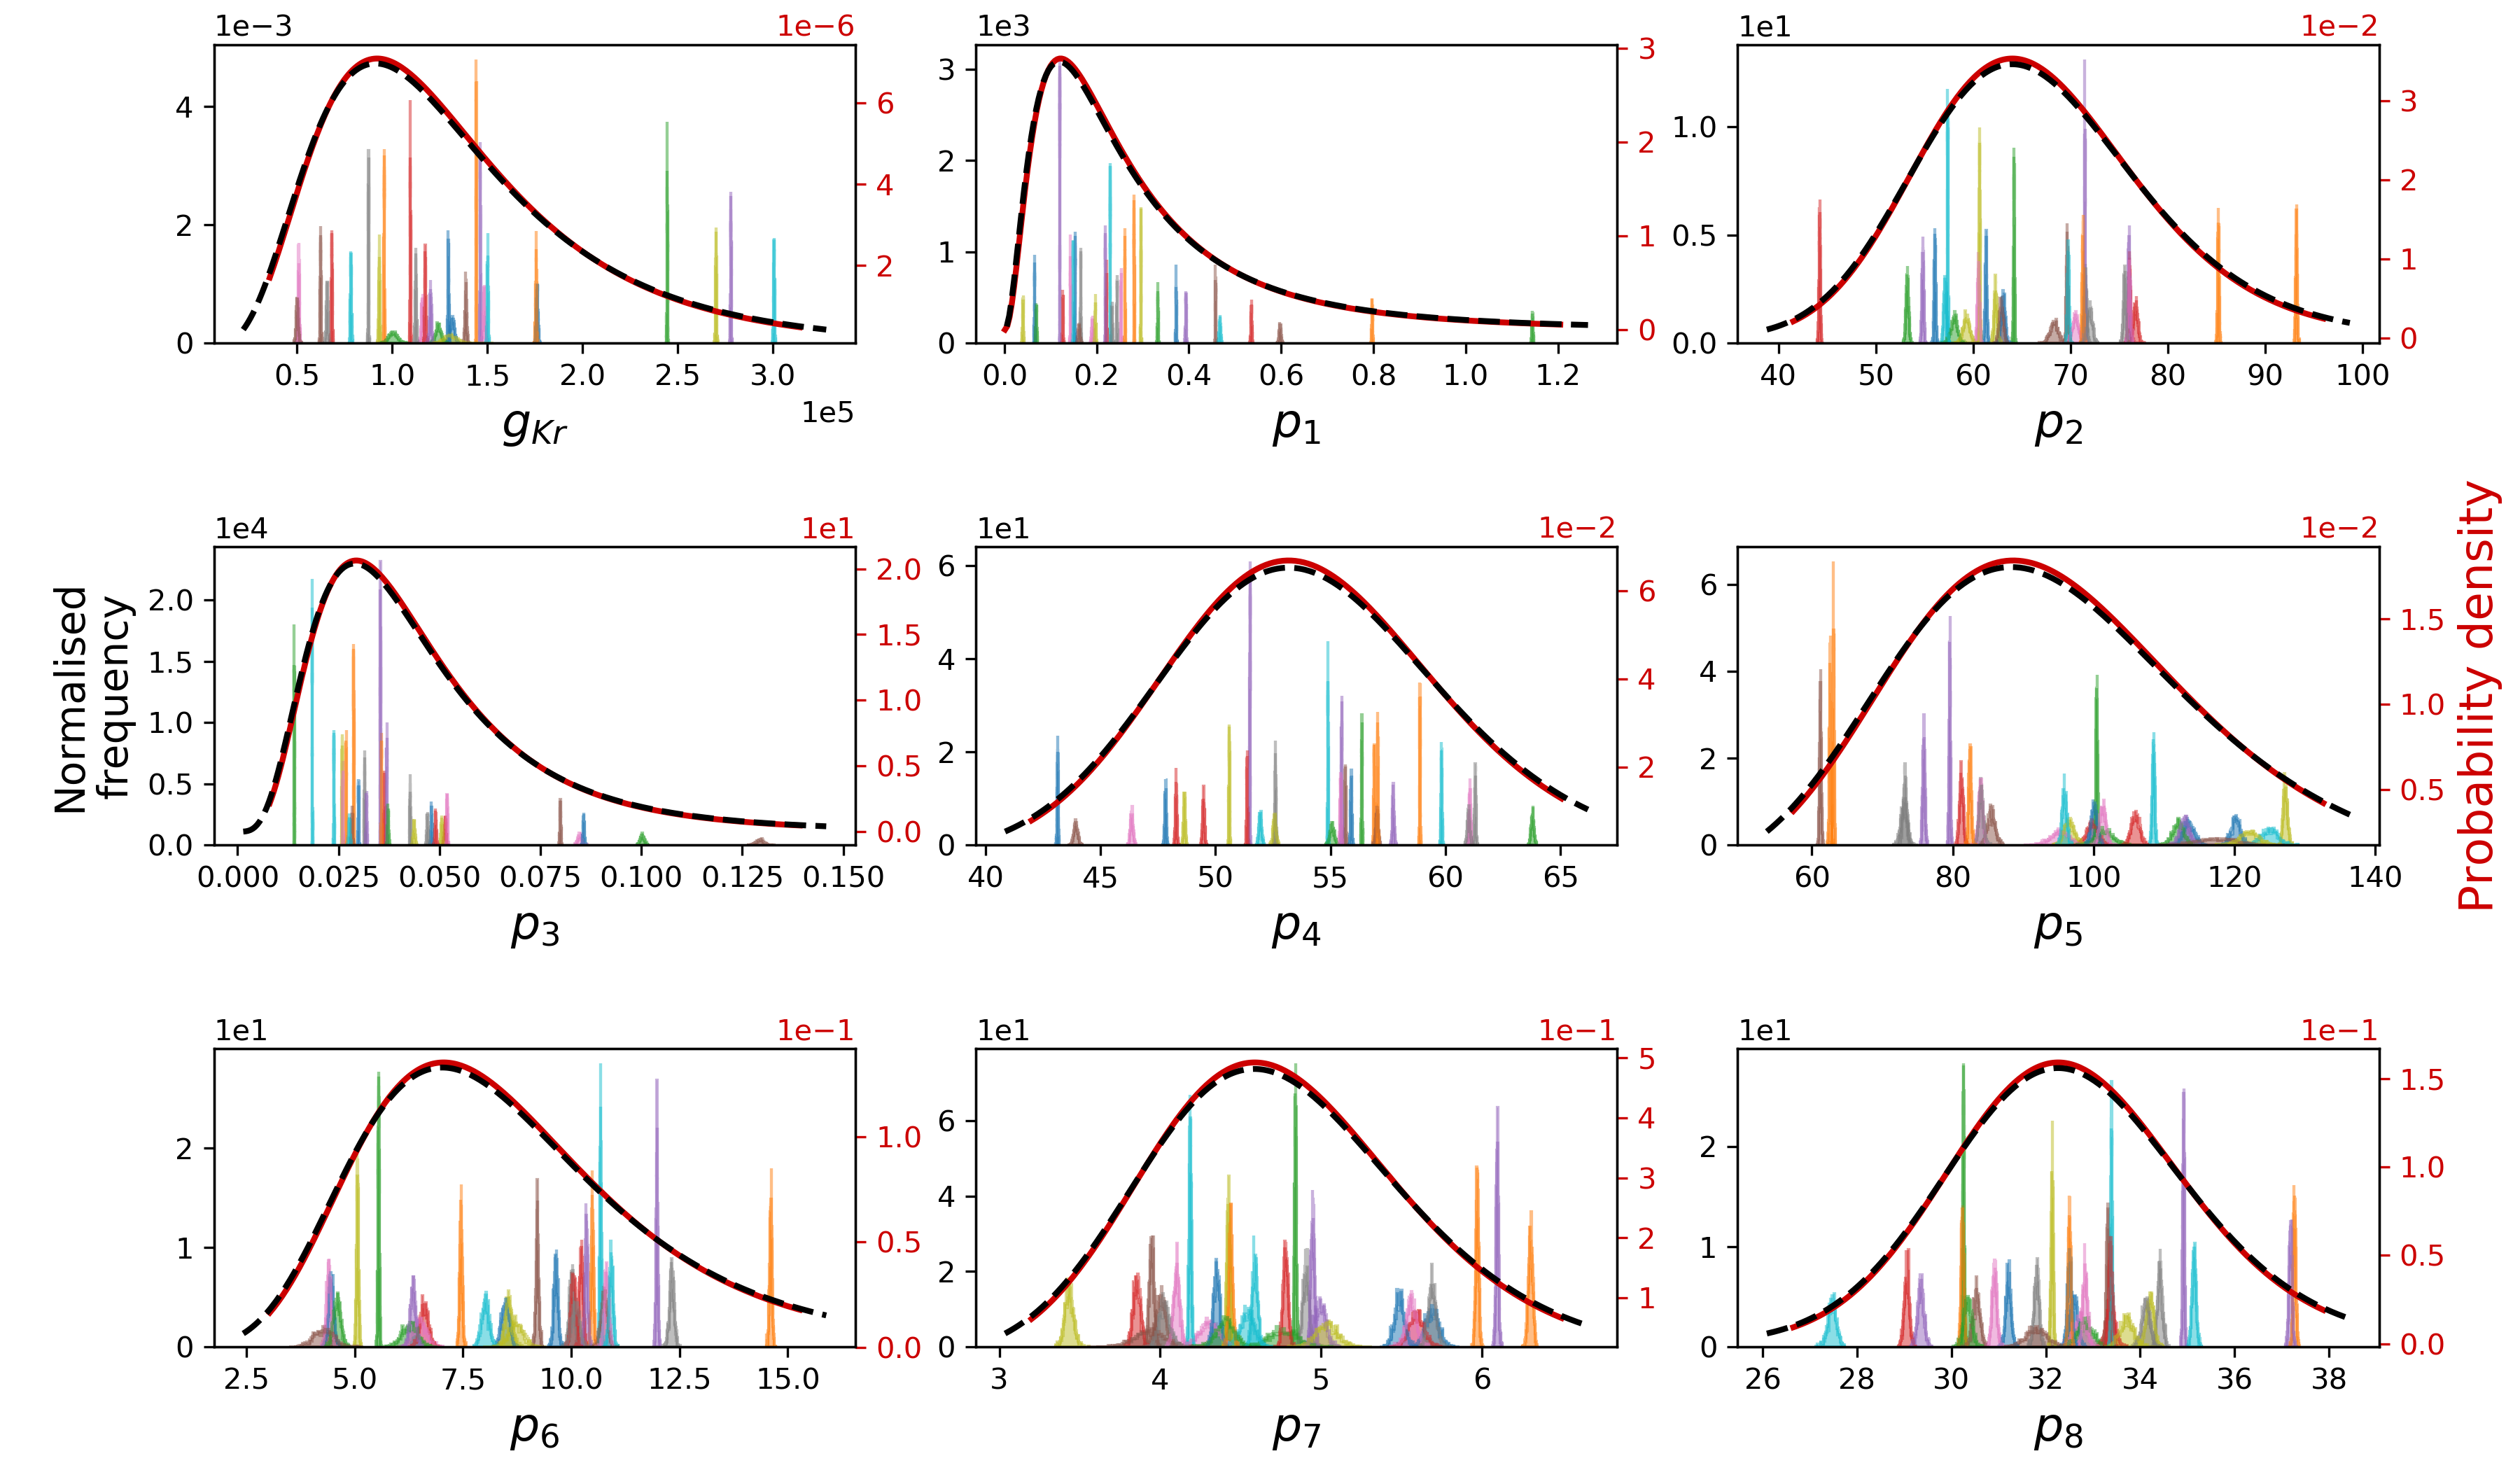 1e−3 1e−6
4
2
0
6
4
2
0.5 1.0 1.5 2.0 2.5 3.0
1e5
g_Kr
1e3
3
2
1
0
3
2
1
0
0.0 0.2 0.4 0.6 0.8 1.0 1.2
p_1
1e1 1e−2
1.0
0.5
0.0
3
2
1
0
40 50 60 70 80 90 100
p_2
Normalised
frequency
1e4 1e1
2.0
1.5
1.0
0.5
0.0
2.0
1.5
1.0
0.5
0.0
0.000 0.025 0.050 0.075 0.100 0.125 0.150
p_3
1e1 1e−2
6
4
2
0
6
4
2
40 45 50 55 60 65
p_4
1e−2
6
4
2
0
1.5
1.0
0.5
60 80 100 120 140
p_5
Probability density
1e1 1e−1
2
1
0
1.0
0.5
0.0
2.5 5.0 7.5 10.0 12.5 15.0
p_6
1e1 1e−1
6
4
2
0
5
4
3
2
1
3 4 5 6
p_7
1e1 1e−1
2
1
0
1.5
1.0
0.5
0.0
26 28 30 32 34 36 38
p_8